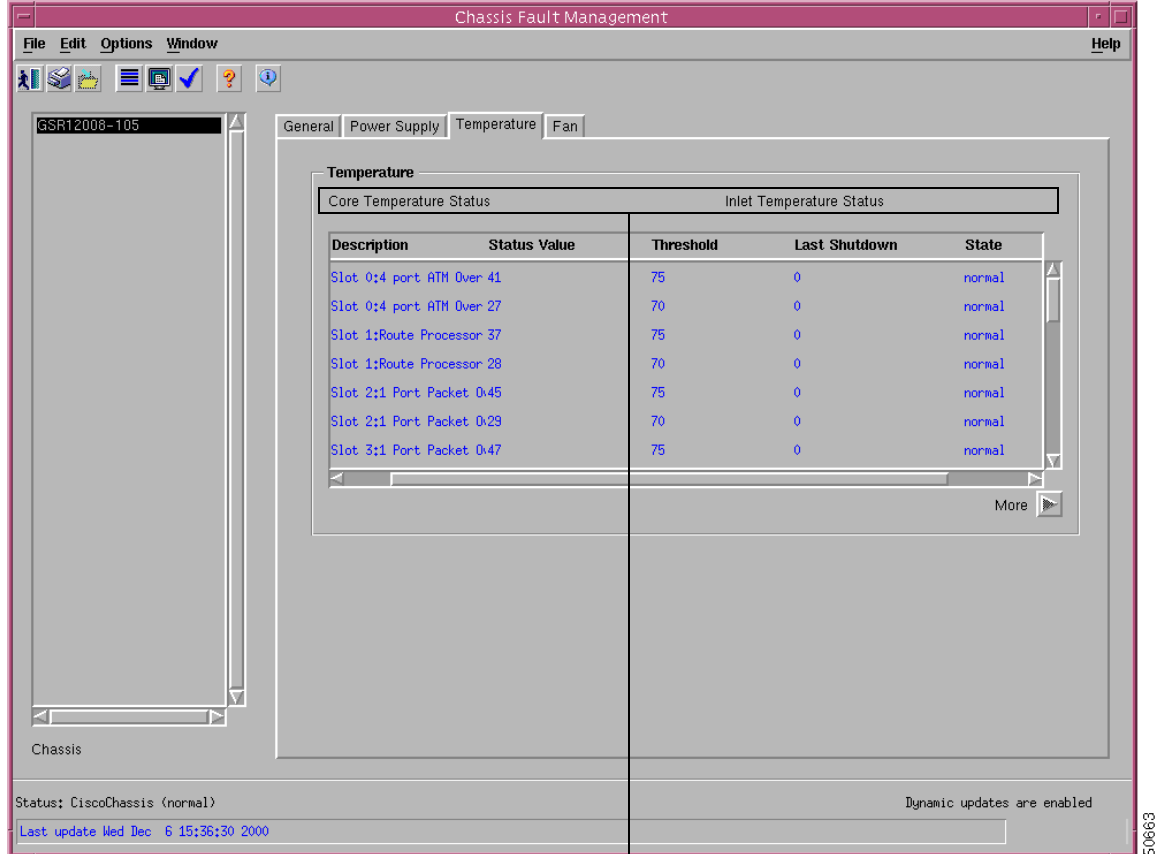 Chassis Fault Management
File Edit Options Window Help
GSR12008-105
General Power Supply Temperature Fan
Temperature
Core Temperature Status Inlet Temperature Status
Description Status Value Threshold Last Shutdown State
Slot 0:4 port ATM Over 41 75 0 normal
Slot 0:4 port ATM Over 27 70 0 normal
Slot 1:Route Processor 37 75 0 normal
Slot 1:Route Processor 28 70 0 normal
Slot 2:1 Port Packet Ov45 75 0 normal
Slot 2:1 Port Packet Ov29 70 0 normal
Slot 3:1 Port Packet Ov47 75 0 normal
More
Chassis
Status: CiscoChassis (normal) Dynamic updates are enabled
Last update Wed Dec 6 15:36:30 2000
50663